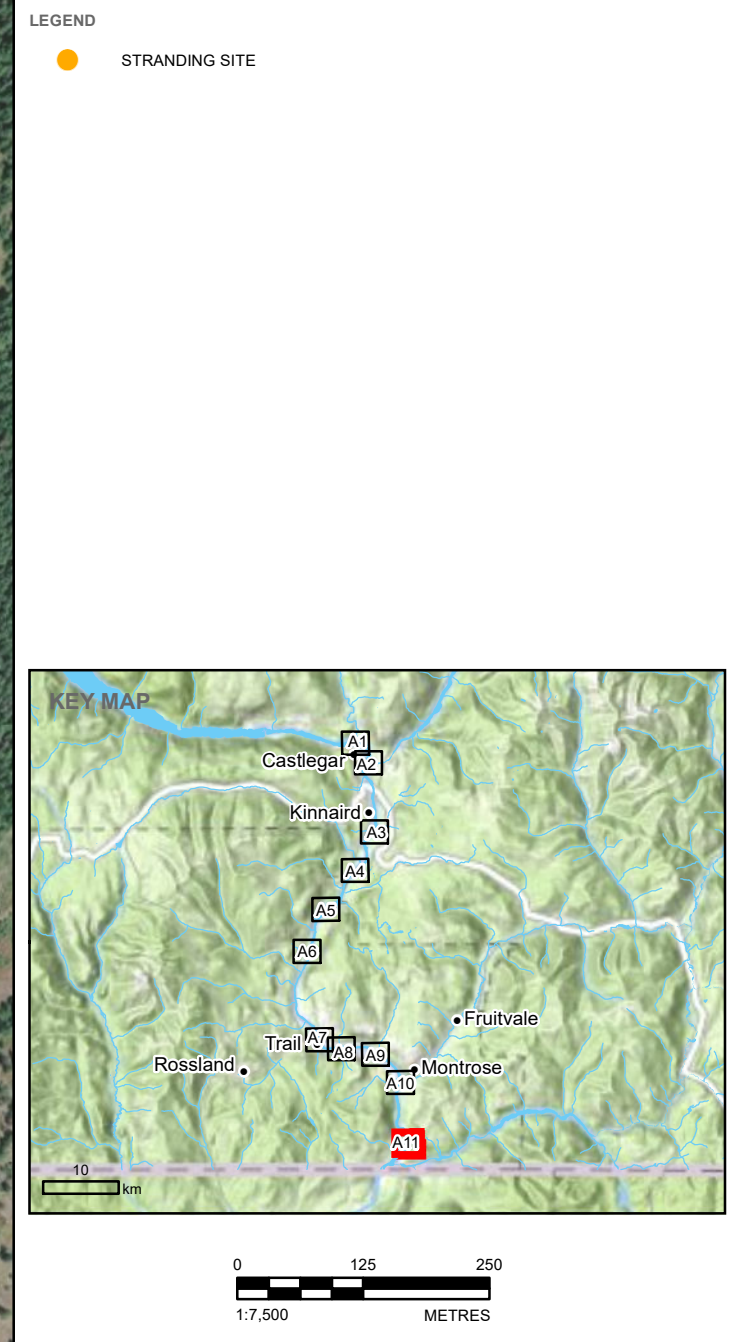 LEGEND
STRANDING SITE
KEY MAP
A1
Castlegar
A2
Kinnaird
A3
A4
A5
A6
Fruitvale
Trail
A7
A8
A9
Rossland
Montrose
A10
A11
10
km
0 125 250
1:7,500 METRES